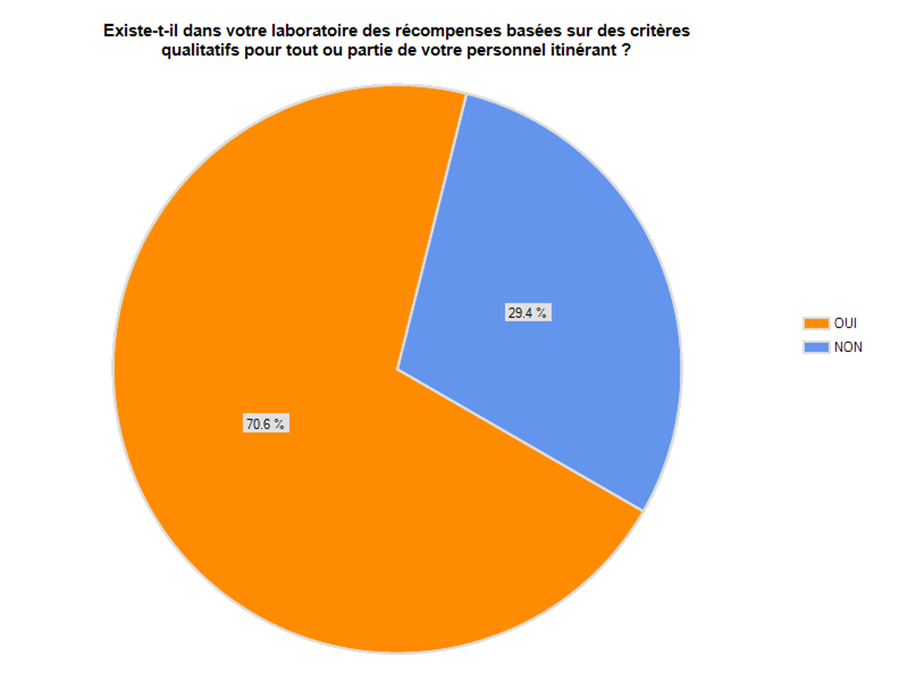 Existe-t-il dans votre laboratoire des récompenses basées sur des critères
qualitatifs pour tout ou partie de votre personnel itinérant ?
29.4 %
70.6 %
OUI
NON